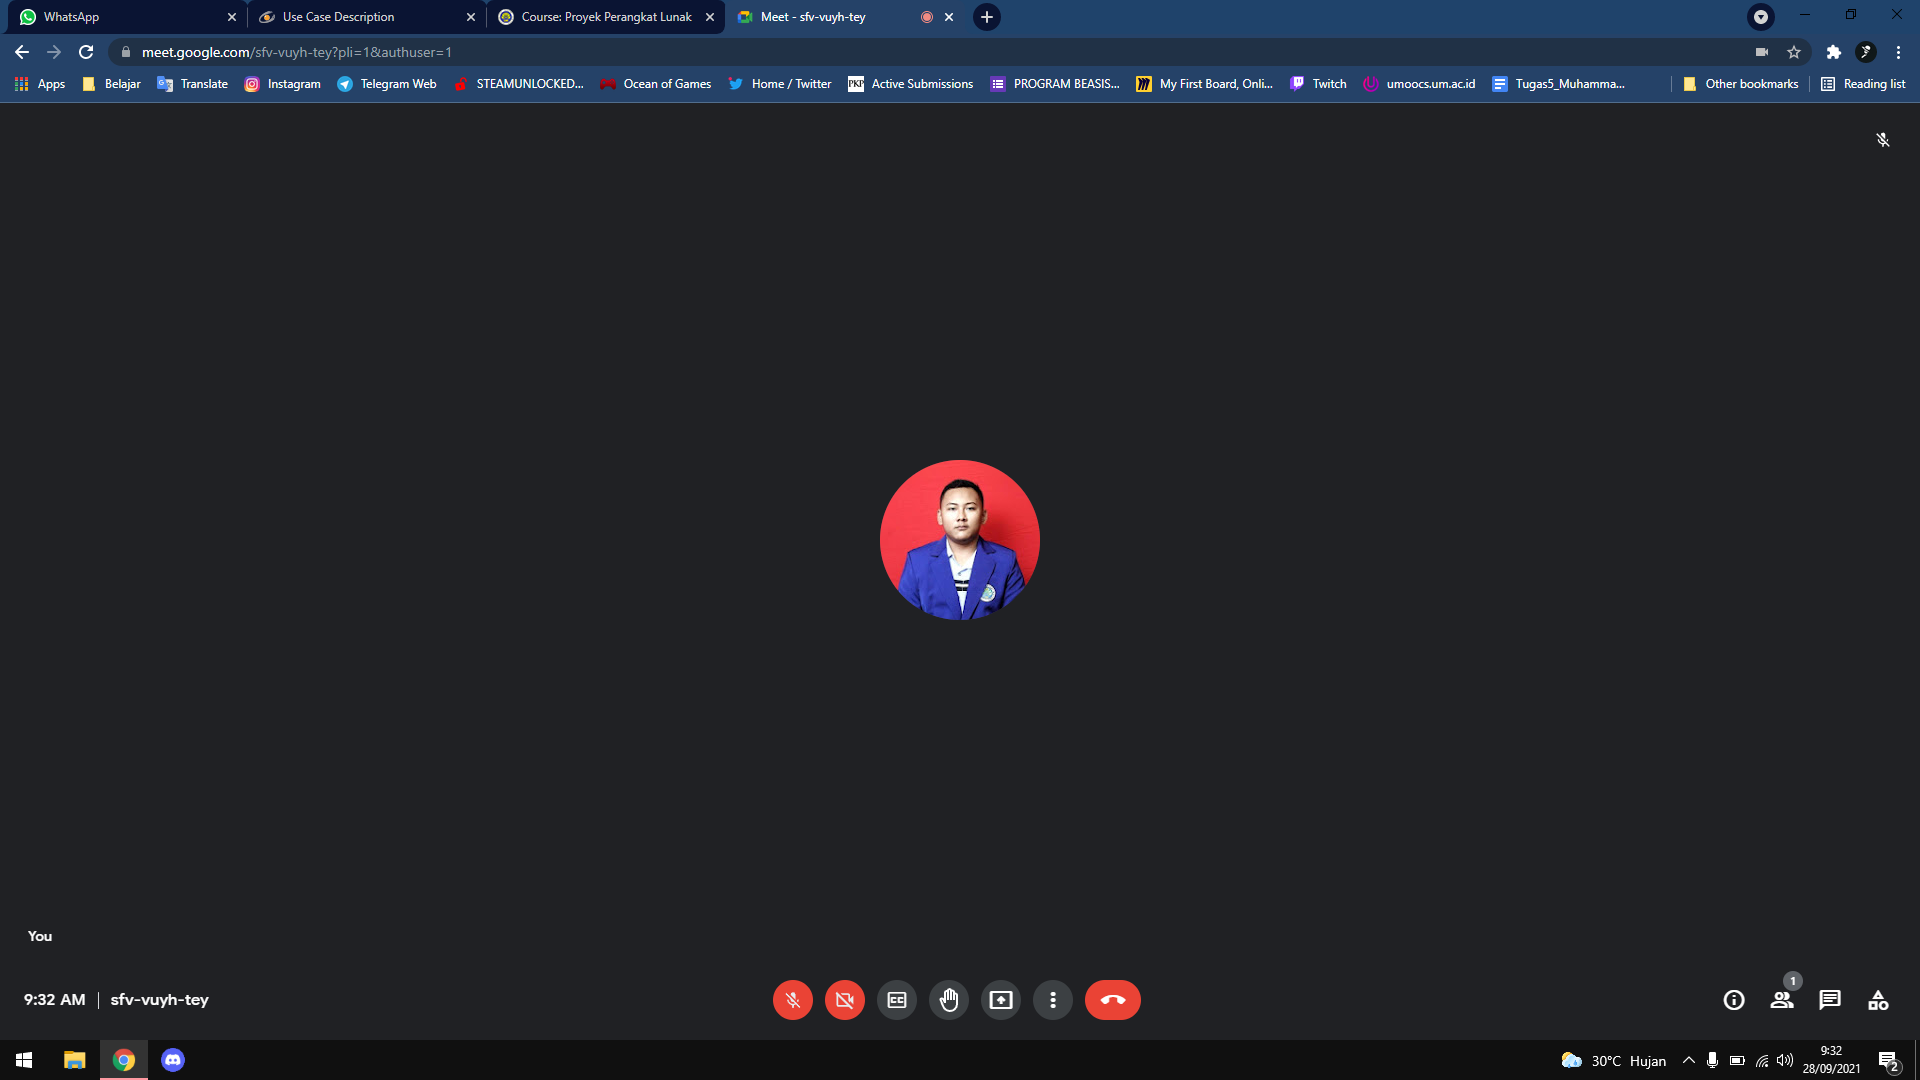 WhatsApp
Use Case Description
Course: Proyek Perangkat Lunak
Meet - sfv-vuyh-tey
meet.google.com/sfv-vuyh-tey?pli=1&authuser=1
Apps
Belajar
Translate
Instagram
Telegram Web
STEAMUNLOCKED...
Ocean of Games
Home / Twitter
PKP
Active Submissions
PROGRAM BEASIS...
My First Board, Onli...
Twitch
umoocs.um.ac.id
Tugas5_Muhamma...
Other bookmarks
Reading list
You
9:32 AM | sfv-vuyh-tey
CC
1
30°C Hujan
9:32
28/09/2021
2